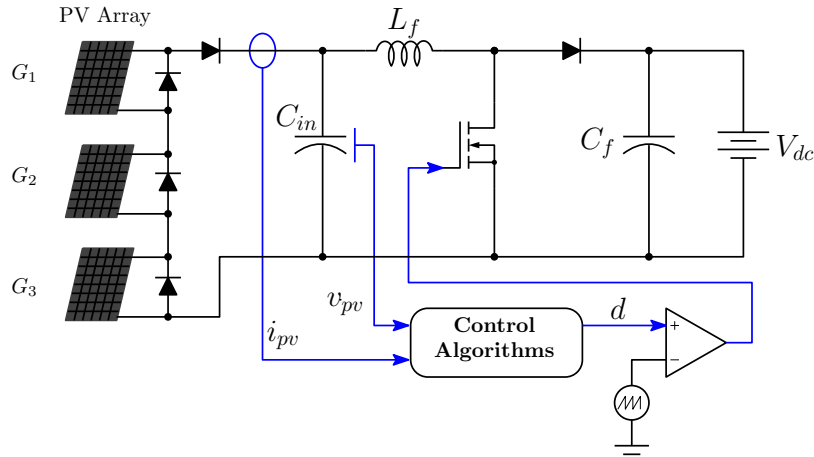 PV Array
G1
G2
G3
Lf
Cin
Cf
Vdc
vpv
ipv
Control
Algorithms
d
+
−